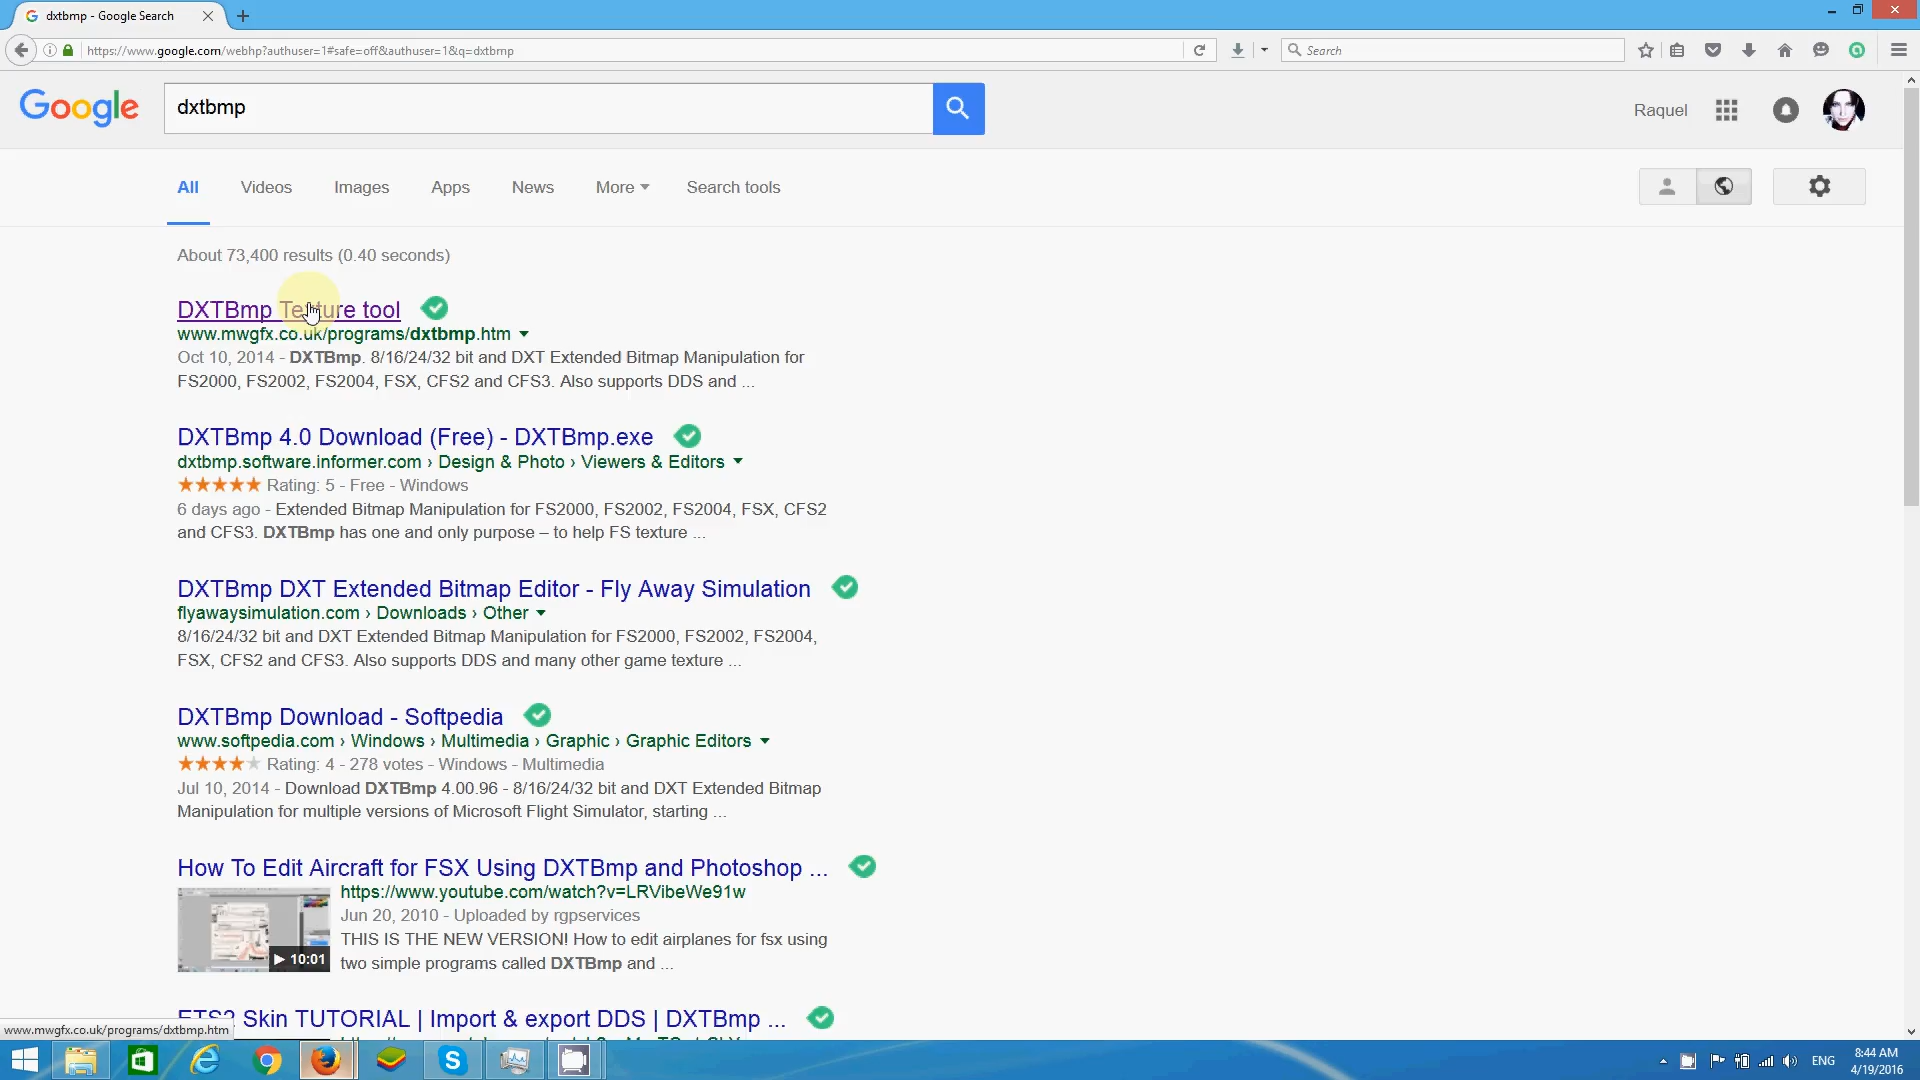 dxtbmp - Google Search
https://www.google.com/webhp?authuser=1#safe=off&authuser=1&q=dxtbmp
Search
Google
dxtbmp
Raquel
All
Videos
Images
Apps
News
More
Search tools
About 73,400 results (0.40 seconds)
DXTBmp Texture tool
www.mwgfx.co.uk/programs/dxtbmp.htm
Oct 10, 2014 - DXTBmp. 8/16/24/32 bit and DXT Extended Bitmap Manipulation for
FS2000, FS2002, FS2004, FSX, CFS2 and CFS3. Also supports DDS and ...
DXTBmp 4.0 Download (Free) - DXTBmp.exe
dxtbmp.software.informer.com › Design & Photo › Viewers & Editors
Rating: 5 - Free - Windows
6 days ago - Extended Bitmap Manipulation for FS2000, FS2002, FS2004, FSX, CFS2
and CFS3. DXTBmp has one and only purpose – to help FS texture ...
DXTBmp DXT Extended Bitmap Editor - Fly Away Simulation
flyawaysimulation.com › Downloads › Other
8/16/24/32 bit and DXT Extended Bitmap Manipulation for FS2000, FS2002, FS2004,
FSX, CFS2 and CFS3. Also supports DDS and many other game texture ...
DXTBmp Download - Softpedia
www.softpedia.com › Windows › Multimedia › Graphic › Graphic Editors
Rating: 4 - 278 votes - Windows - Multimedia
Jul 10, 2014 - Download DXTBmp 4.00.96 - 8/16/24/32 bit and DXT Extended Bitmap
Manipulation for multiple versions of Microsoft Flight Simulator, starting ...
How To Edit Aircraft for FSX Using DXTBmp and Photoshop ...
https://www.youtube.com/watch?v=LRVibeWe91w
Jun 20, 2010 - Uploaded by rgpservices
THIS IS THE NEW VERSION! How to edit airplanes for fsx using
two simple programs called DXTBmp and ...
10:01
ETS2 Skin TUTORIAL | Import & export DDS | DXTBmp ...
www.mwgfx.co.uk/programs/dxtbmp.htm
ENG
8:44 AM
4/19/2016